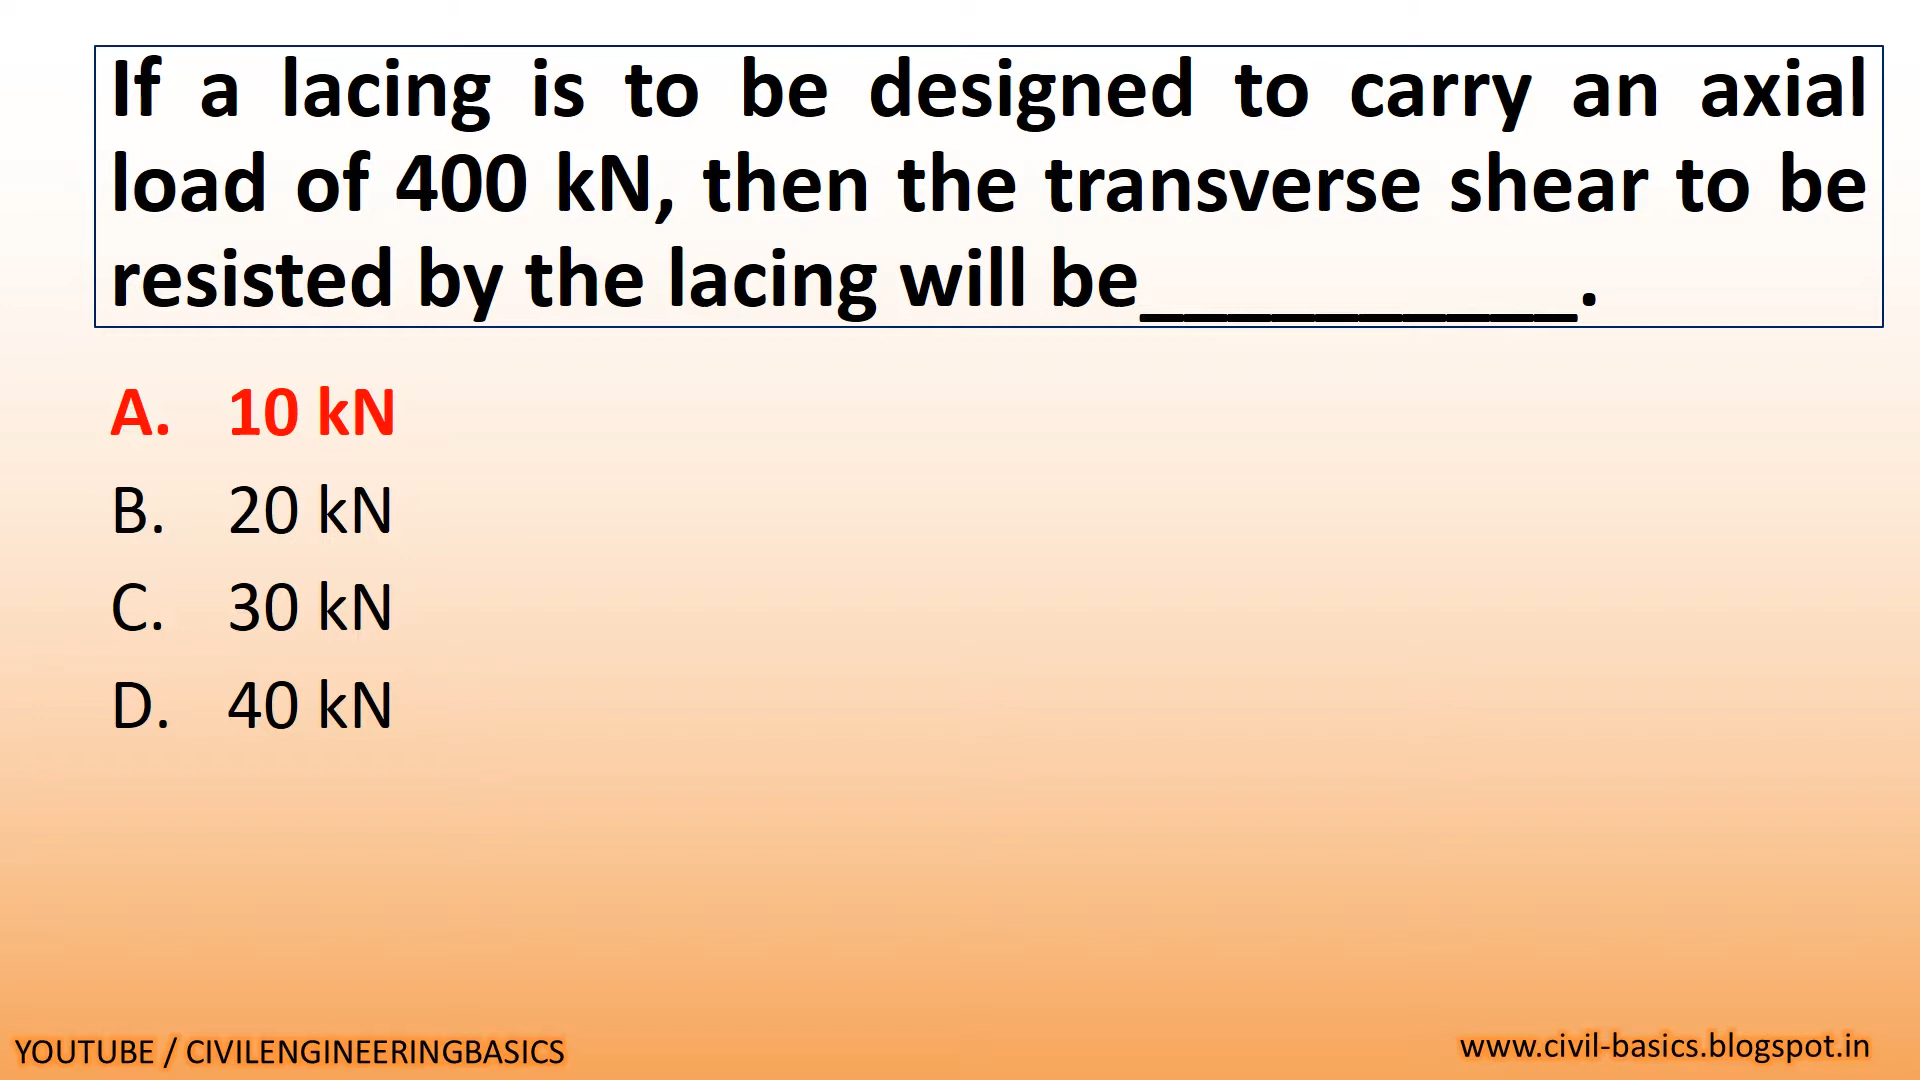 If a lacing is to be designed to carry an axial
load of 400 kN, then the transverse shear to be
resisted by the lacing will be__________.
A. 10 kN
B. 20 kN
C. 30 kN
D. 40 kN
YOUTUBE / CIVILENGINEERINGBASICS
www.civil-basics.blogspot.in